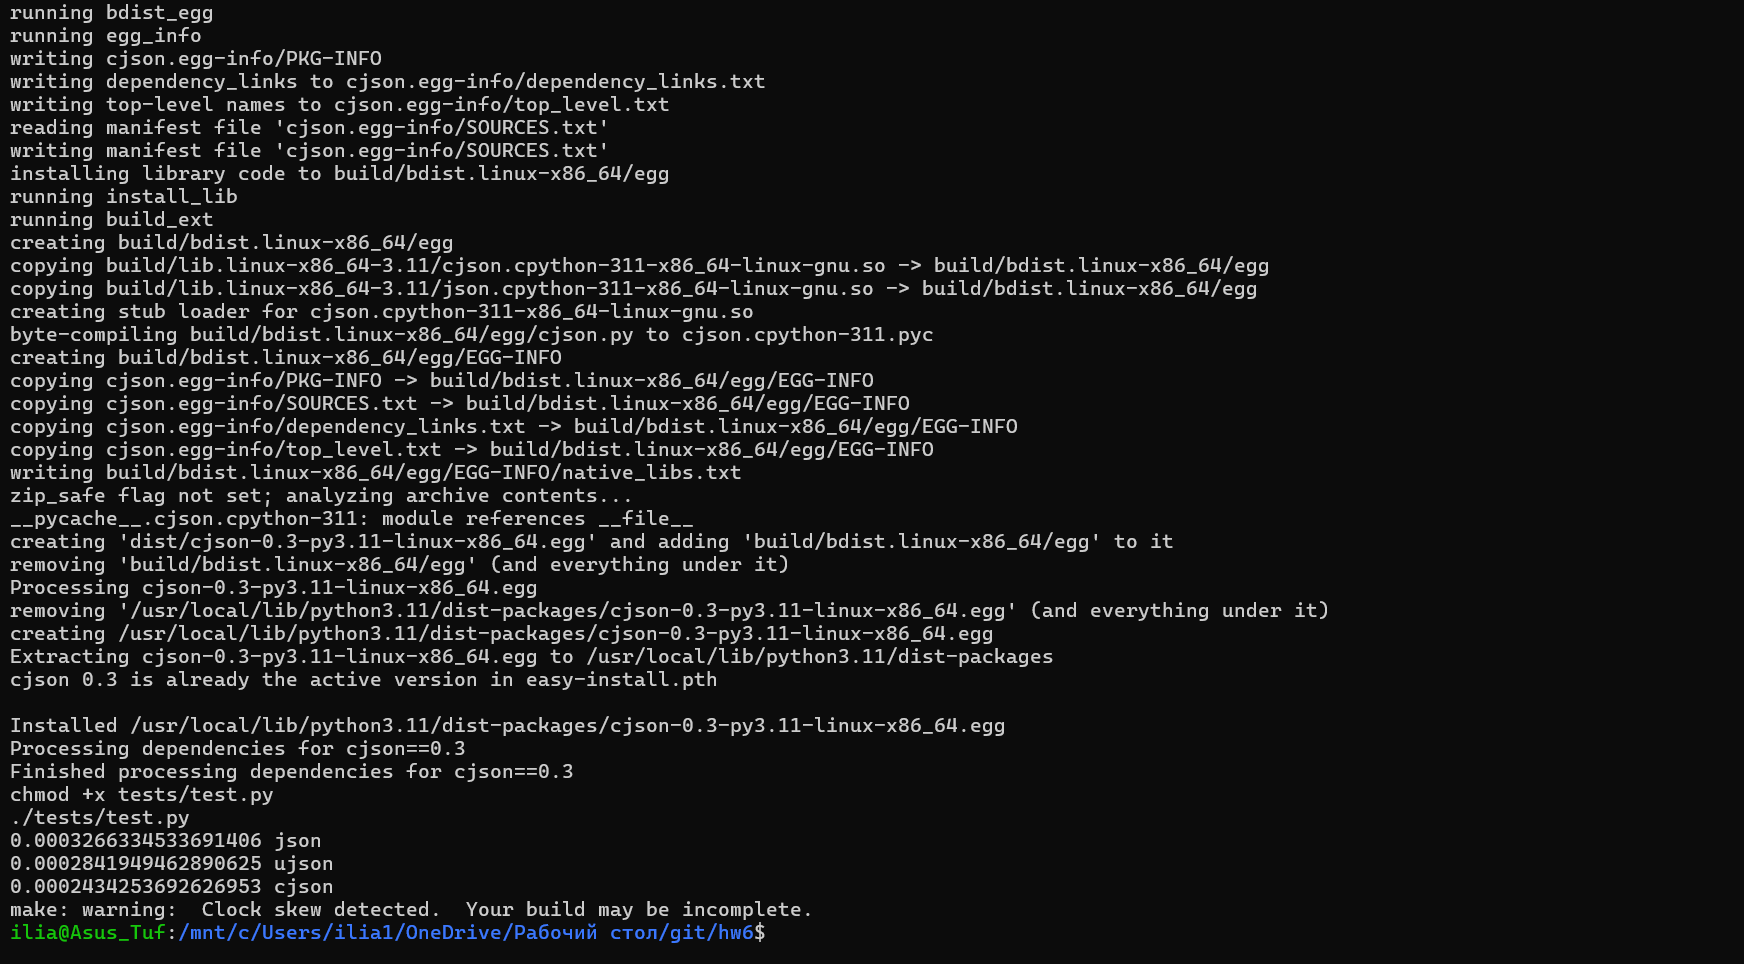 running bdist_egg
running egg_info
writing cjson.egg-info/PKG-INFO
writing dependency_links to cjson.egg-info/dependency_links.txt
writing top-level names to cjson.egg-info/top_level.txt
reading manifest file 'cjson.egg-info/SOURCES.txt'
writing manifest file 'cjson.egg-info/SOURCES.txt'
installing library code to build/bdist.linux-x86_64/egg
running install_lib
running build_ext
creating build/bdist.linux-x86_64/egg
copying build/lib.linux-x86_64-3.11/cjson.cpython-311-x86_64-linux-gnu.so -> build/bdist.linux-x86_64/egg
copying build/lib.linux-x86_64-3.11/json.cpython-311-x86_64-linux-gnu.so -> build/bdist.linux-x86_64/egg
creating stub loader for cjson.cpython-311-x86_64-linux-gnu.so
byte-compiling build/bdist.linux-x86_64/egg/cjson.py to cjson.cpython-311.pyc
creating build/bdist.linux-x86_64/egg/EGG-INFO
copying cjson.egg-info/PKG-INFO -> build/bdist.linux-x86_64/egg/EGG-INFO
copying cjson.egg-info/SOURCES.txt -> build/bdist.linux-x86_64/egg/EGG-INFO
copying cjson.egg-info/dependency_links.txt -> build/bdist.linux-x86_64/egg/EGG-INFO
copying cjson.egg-info/top_level.txt -> build/bdist.linux-x86_64/egg/EGG-INFO
writing build/bdist.linux-x86_64/egg/EGG-INFO/native_libs.txt
zip_safe flag not set; analyzing archive contents...
__pycache__.cjson.cpython-311: module references __file__
creating 'dist/cjson-0.3-py3.11-linux-x86_64.egg' and adding 'build/bdist.linux-x86_64/egg' to it
removing 'build/bdist.linux-x86_64/egg' (and everything under it)
Processing cjson-0.3-py3.11-linux-x86_64.egg
removing '/usr/local/lib/python3.11/dist-packages/cjson-0.3-py3.11-linux-x86_64.egg' (and everything under it)
creating /usr/local/lib/python3.11/dist-packages/cjson-0.3-py3.11-linux-x86_64.egg
Extracting cjson-0.3-py3.11-linux-x86_64.egg to /usr/local/lib/python3.11/dist-packages
cjson 0.3 is already the active version in easy-install.pth

Installed /usr/local/lib/python3.11/dist-packages/cjson-0.3-py3.11-linux-x86_64.egg
Processing dependencies for cjson==0.3
Finished processing dependencies for cjson==0.3
chmod +x tests/test.py
./tests/test.py
0.0003266334533691406 json
0.0002841949462890625 ujson
0.0002434253692626953 cjson
make: warning:  Clock skew detected.  Your build may be incomplete.
ilia@Asus_Tuf:/mnt/c/Users/ilia1/OneDrive/Рабочий стол/git/hw6$